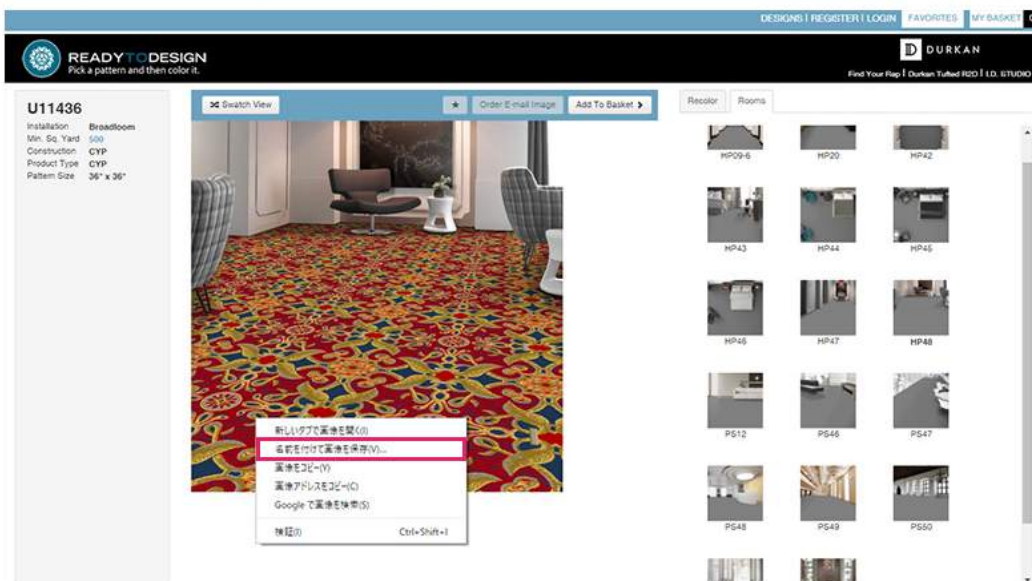 DESIGNS | REGISTER | LOGIN
FAVORITES
MY BASKET
READYTODESIGN
Pick a pattern and then color it.
DURKAN
Find Your Rep | Durkan Tufted R2O | I.D. STUDIO
U11436
Installation Broadloom
Min. Sq. Yard 500
Construction CYP
Product Type CYP
Pattern Size 36" x 36"
Swatch View
Order E-mail Image
Add To Basket
Recolor
Rooms
HP09-6
HP20
HP42
HP43
HP44
HP45
HP46
HP47
HP48
PS12
PS46
PS47
PS48
PS49
PS50
新しいタブで画像を開く(I)
名前を付けて画像を保存(V)...
画像をコピー(Y)
画像アドレスをコピー(C)
Google で画像を検索(S)
検証(I) Ctrl+Shift+I